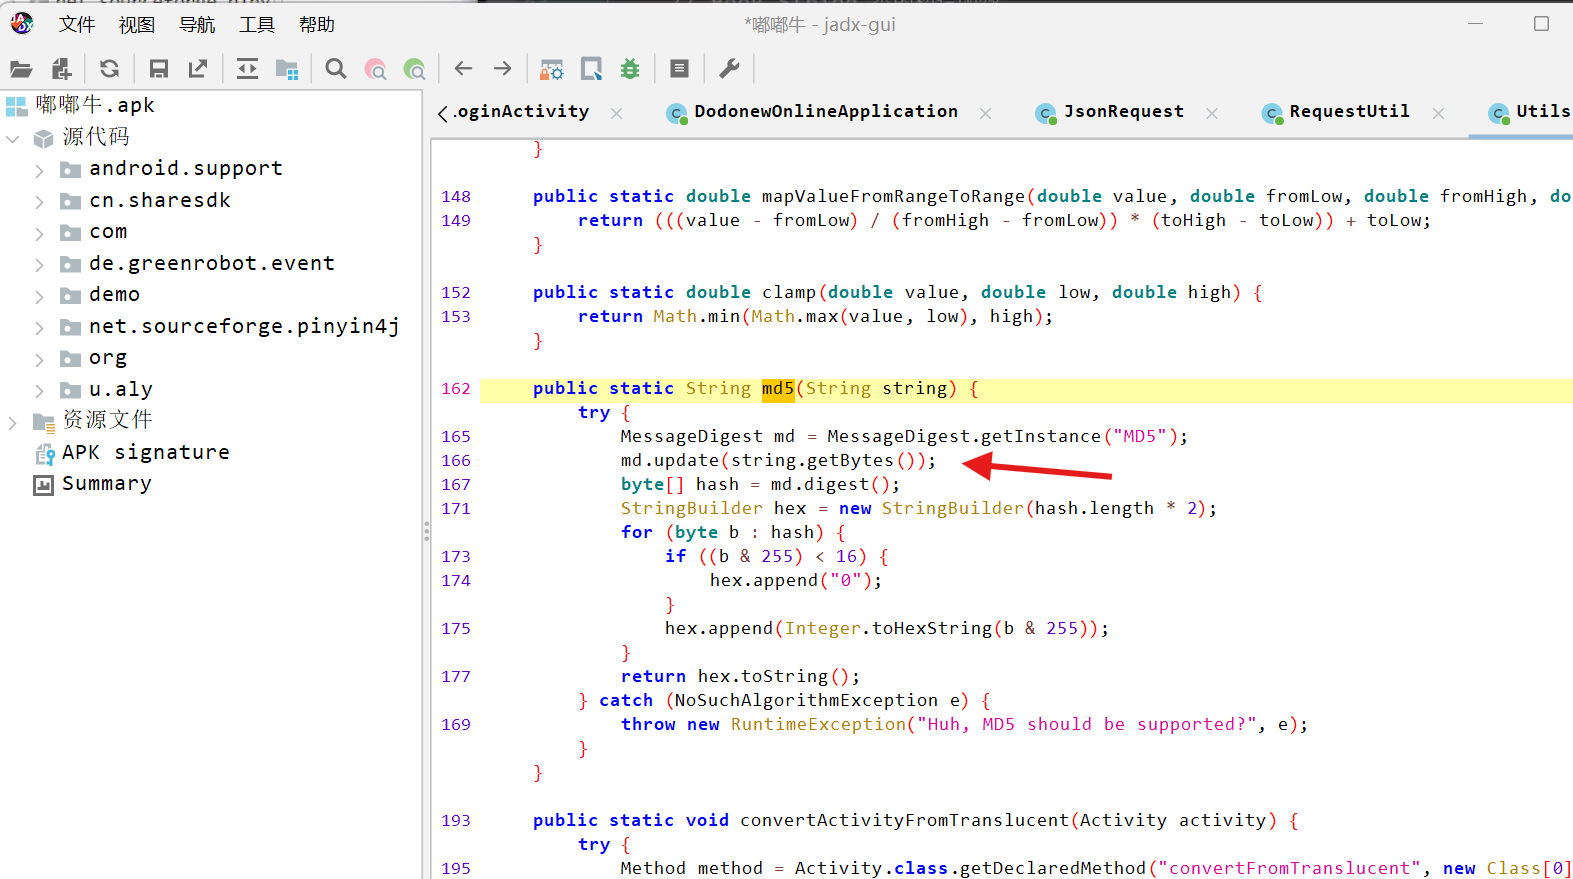 文件 视图 导航 工具 帮助
*嘟嘟牛 - jadx-gui
嘟嘟牛.apk
源代码
android.support
cn.sharesdk
com
de.greenrobot.event
demo
net.sourceforge.pinyin4j
org
u.aly
资源文件
APK signature
Summary
.oginActivity DodonewOnlineApplication JsonRequest RequestUtil Utils
}
148 public static double mapValueFromRangeToRange(double value, double fromLow, double fromHigh, do
149 return (((value - fromLow) / (fromHigh - fromLow)) * (toHigh - toLow)) + toLow;
}
152 public static double clamp(double value, double low, double high) {
153 return Math.min(Math.max(value, low), high);
}
162 public static String md5(String string) {
try {
165 MessageDigest md = MessageDigest.getInstance("MD5");
166 md.update(string.getBytes());
167 byte[] hash = md.digest();
171 StringBuilder hex = new StringBuilder(hash.length * 2);
for (byte b : hash) {
173 if ((b & 255) < 16) {
174 hex.append("0");
}
175 hex.append(Integer.toHexString(b & 255));
}
177 return hex.toString();
} catch (NoSuchAlgorithmException e) {
169 throw new RuntimeException("Huh, MD5 should be supported?", e);
}
}
193 public static void convertActivityFromTranslucent(Activity activity) {
try {
195 Method method = Activity.class.getDeclaredMethod("convertFromTranslucent", new Class[0]